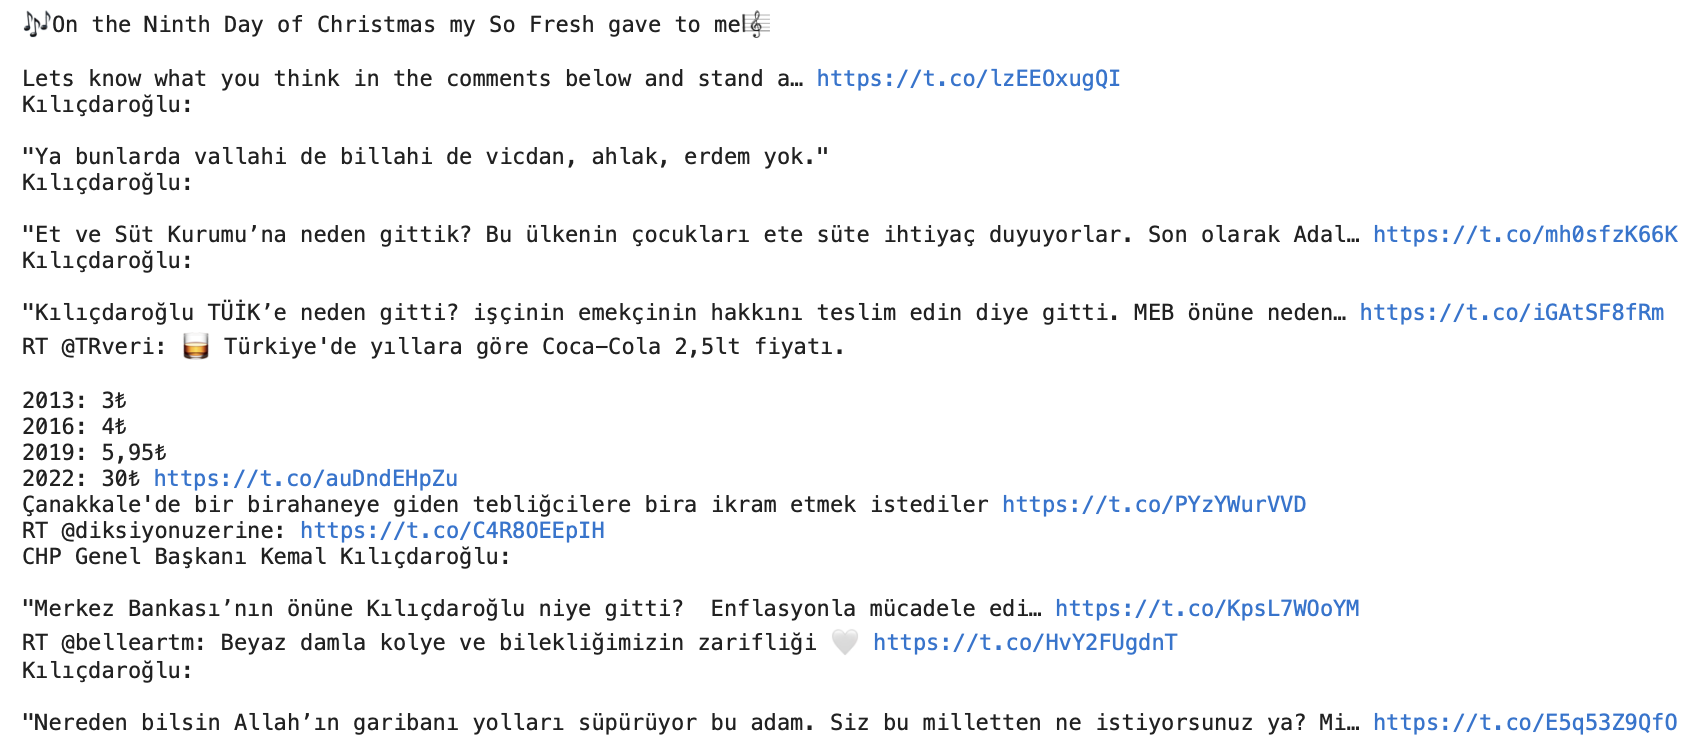 🎶On the Ninth Day of Christmas my So Fresh gave to me🎼
Lets know what you think in the comments below and stand a… https://t.co/lzEEOxugQI
Kılıçdaroğlu:
"Ya bunlarda vallahi de billahi de vicdan, ahlak, erdem yok."
Kılıçdaroğlu:
"Et ve Süt Kurumu’na neden gittik? Bu ülkenin çocukları ete süte ihtiyaç duyuyorlar. Son olarak Adal… https://t.co/mh0sfzK66K
Kılıçdaroğlu:
"Kılıçdaroğlu TÜİK’e neden gitti? işçinin emekçinin hakkını teslim edin diye gitti. MEB önüne neden… https://t.co/iGAtSF8fRm
RT @TRveri: 🥃 Türkiye'de yıllara göre Coca-Cola 2,5lt fiyatı.
2013: 3₺
2016: 4₺
2019: 5,95₺
2022: 30₺ https://t.co/auDndEHpZu
Çanakkale'de bir birahaneye giden tebliğcilere bira ikram etmek istediler https://t.co/PYzYWurVVD
RT @diksiyonuzerine: https://t.co/C4R8OEEpIH
CHP Genel Başkanı Kemal Kılıçdaroğlu:
"Merkez Bankası’nın önüne Kılıçdaroğlu niye gitti?  Enflasyonla mücadele edi… https://t.co/KpsL7WOoYM
RT @belleartm: Beyaz damla kolye ve bilekliğimizin zarifliği 🤍 https://t.co/HvY2FUgdnT
Kılıçdaroğlu:
"Nereden bilsin Allah’ın garibanı yolları süpürüyor bu adam. Siz bu milletten ne istiyorsunuz ya? Mi… https://t.co/E5q53Z9QfO